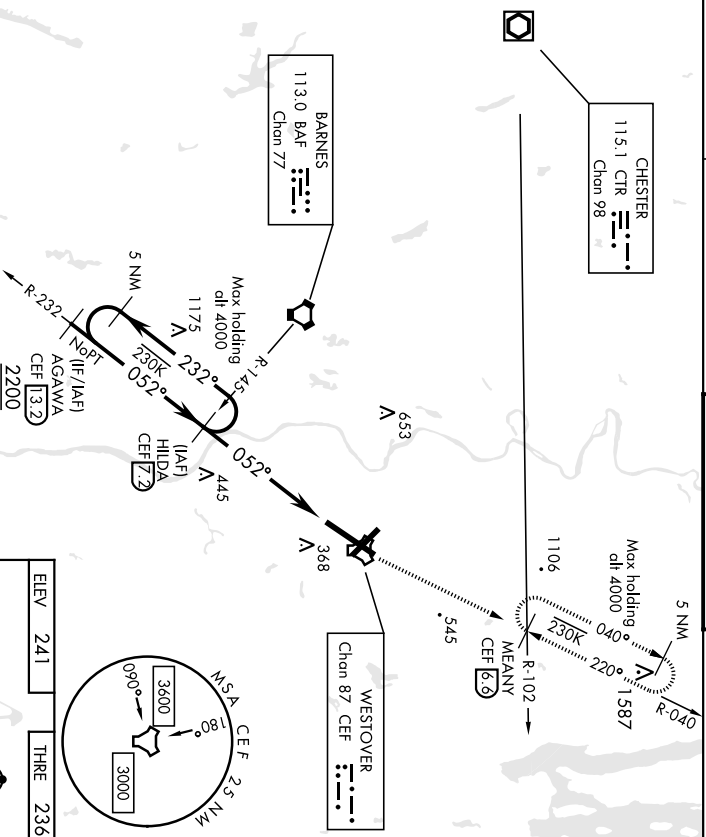 CHESTER
115.1 CTR
Chan 98
BARNES
113.0 BAF
Chan 77
5 NM
Max holding
alt 4000
1175
R-145
R-232
NoPT
230K
232°
052°
(IF/IAF)
AGAWA
CEF 13.2
2200
(IAF)
HILDA
CEF 7.2
445
052°
653
368
545
1106
Max holding
alt 4000
5 NM
230K
040°
220°
1587
R-040
R-102
MEANY
CEF 6.6
WESTOVER
Chan 87 CEF
MSA CEF 25 NM
3600
090°
180°
3000
ELEV 241
THRE 236